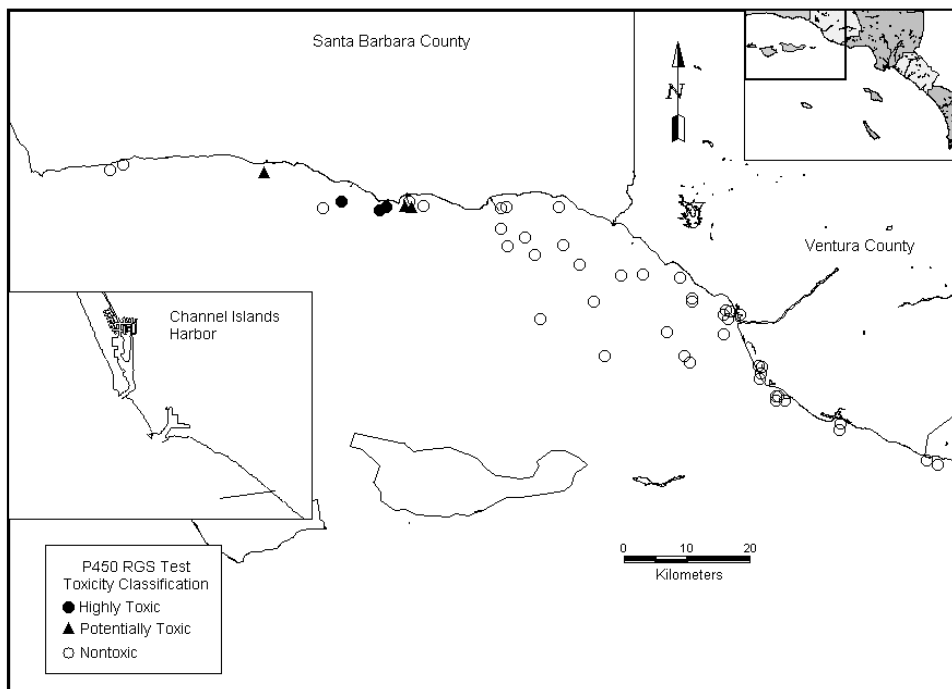 Santa Barbara County
N
Ventura County
Channel Islands
Harbor
0 10 20
Kilometers
P450 RGS Test
Toxicity Classification
Highly Toxic
Potentially Toxic
Nontoxic